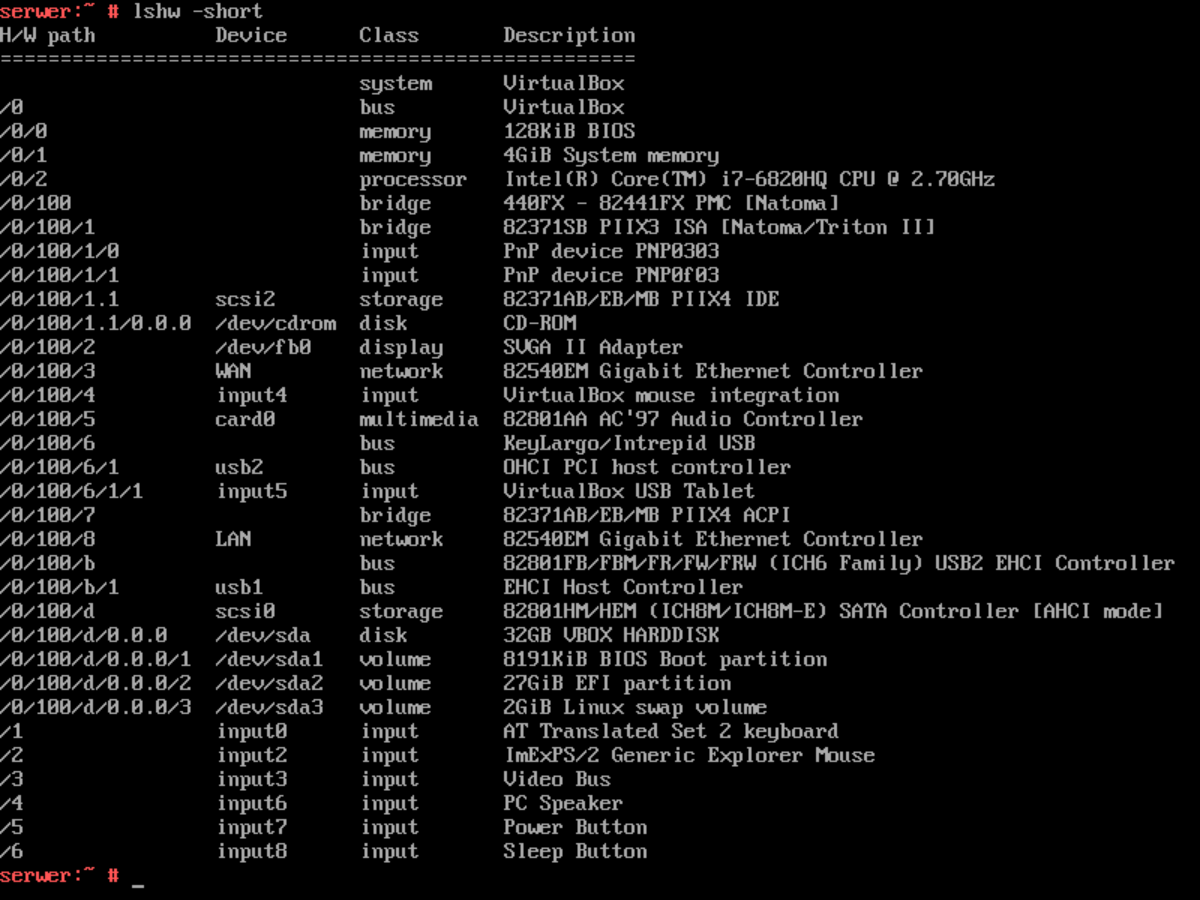 serwer:~ # lshw -short
H/W path            Device      Class       Description
=====================================================
                              system      VirtualBox
/0                            bus         VirtualBox
/0/0                          memory      128KiB BIOS
/0/1                          memory      4GiB System memory
/0/2                          processor   Intel(R) Core(TM) i7-6820HQ CPU @ 2.70GHz
/0/100                        bridge      440FX - 82441FX PMC [Natoma]
/0/100/1                      bridge      82371SB PIIX3 ISA [Natoma/Triton II]
/0/100/1/0                    input       PnP device PNP0303
/0/100/1/1                    input       PnP device PNP0f03
/0/100/1.1        scsi2       storage     82371AB/EB/MB PIIX4 IDE
/0/100/1.1/0.0.0  /dev/cdrom  disk        CD-ROM
/0/100/2          /dev/fb0    display     SVGA II Adapter
/0/100/3          WAN         network     82540EM Gigabit Ethernet Controller
/0/100/4          input4      input       VirtualBox mouse integration
/0/100/5          card0       multimedia  82801AA AC'97 Audio Controller
/0/100/6                      bus         KeyLargo/Intrepid USB
/0/100/6/1        usb2        bus         OHCI PCI host controller
/0/100/6/1/1      input5      input       VirtualBox USB Tablet
/0/100/7                      bridge      82371AB/EB/MB PIIX4 ACPI
/0/100/8          LAN         network     82540EM Gigabit Ethernet Controller
/0/100/b                      bus         82801FB/FBM/FR/FW/FRW (ICH6 Family) USB2 EHCI Controller
/0/100/b/1        usb1        bus         EHCI Host Controller
/0/100/d          scsi0       storage     82801HM/HEM (ICH8M/ICH8M-E) SATA Controller [AHCI mode]
/0/100/d/0.0.0    /dev/sda    disk        32GB VBOX HARDDISK
/0/100/d/0.0.0/1  /dev/sda1   volume      8191KiB BIOS Boot partition
/0/100/d/0.0.0/2  /dev/sda2   volume      27GiB EFI partition
/0/100/d/0.0.0/3  /dev/sda3   volume      2GiB Linux swap volume
/1                input0      input       AT Translated Set 2 keyboard
/2                input2      input       ImExPS/2 Generic Explorer Mouse
/3                input3      input       Video Bus
/4                input6      input       PC Speaker
/5                input7      input       Power Button
/6                input8      input       Sleep Button
serwer:~ # _